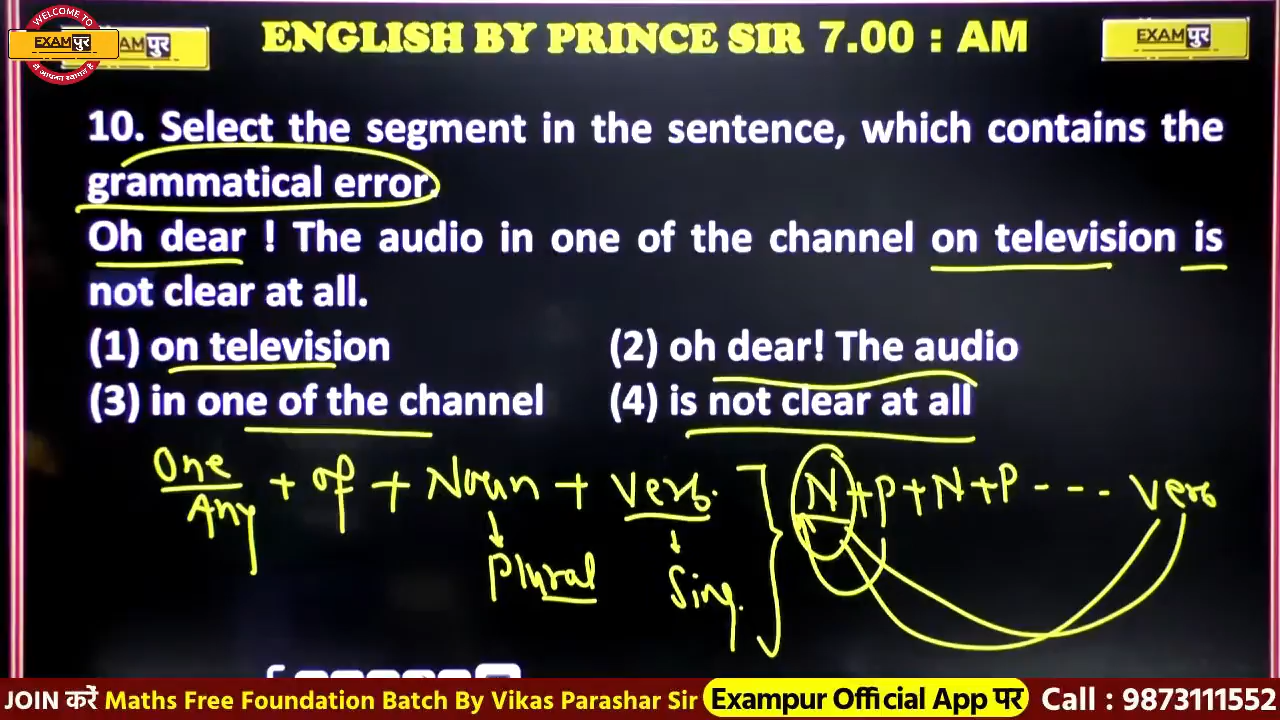 WELCOME TO
EXAMपुर
में आपका स्वागत है
AMपुर
ENGLISH BY PRINCE SIR 7.00 : AM
EXAMपुर
10. Select the segment in the sentence, which contains the
grammatical error.
Oh dear ! The audio in one of the channel on television is
not clear at all.
(1) on television
(2) oh dear! The audio
(3) in one of the channel
(4) is not clear at all
One + of + Noun + Verb.
Any
Plural
Sing.
N+P+N+P - - - Verb
JOIN करें Maths Free Foundation Batch By Vikas Parashar Sir Exampur Official App पर Call : 9873111552